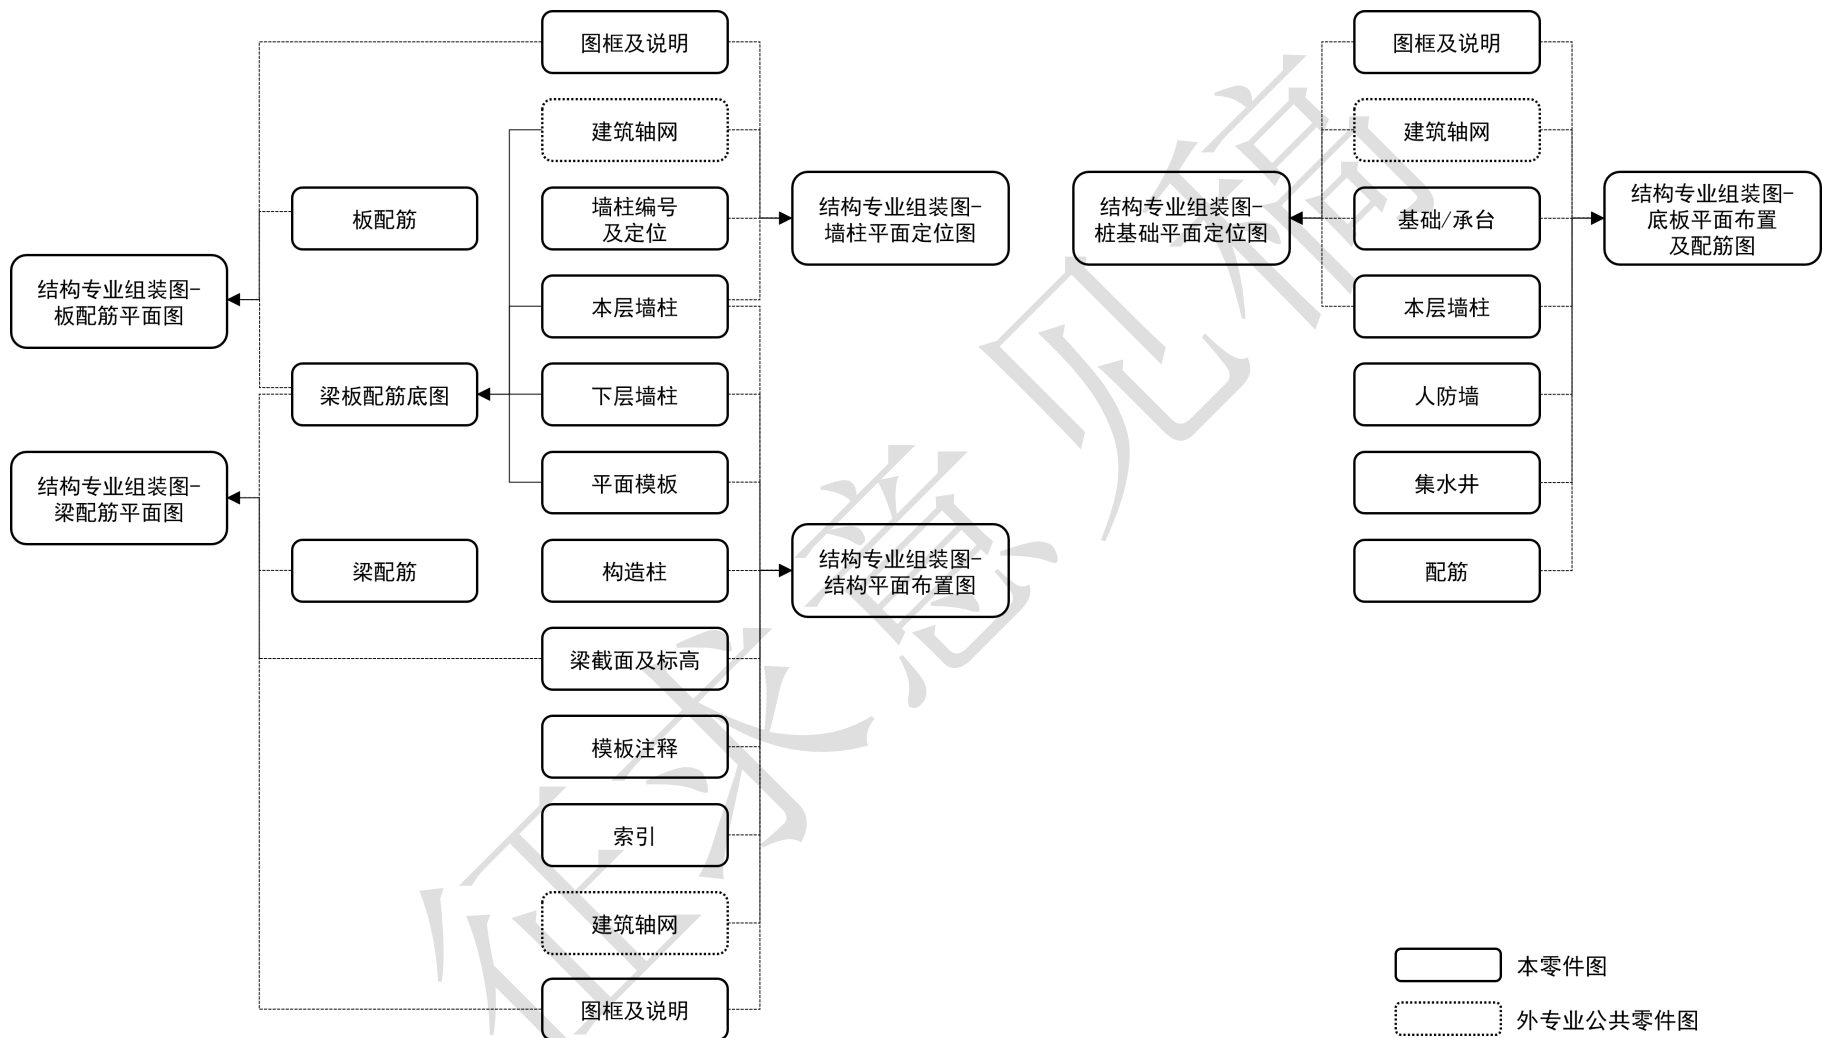 图框及说明
建筑轴网
板配筋
墙柱编号
及定位
结构专业组装图-
墙柱平面定位图
结构专业组装图-
板配筋平面图
本层墙柱
梁板配筋底图
下层墙柱
结构专业组装图-
梁配筋平面图
平面模板
梁配筋
构造柱
结构专业组装图-
结构平面布置图
梁截面及标高
模板注释
索引
建筑轴网
图框及说明
图框及说明
建筑轴网
结构专业组装图-
桩基础平面定位图
基础/承台
结构专业组装图-
底板平面布置
及配筋图
本层墙柱
人防墙
集水井
配筋
本零件图
外专业公共零件图
征求意见稿